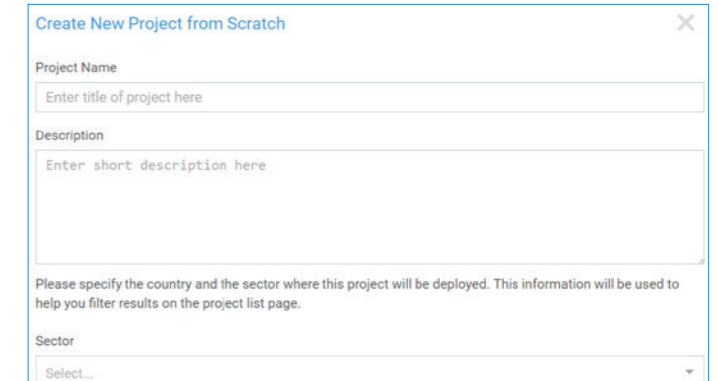 Create New Project from Scratch
Project Name
Enter title of project here
Description
Enter short description here
Please specify the country and the sector where this project will be deployed. This information will be used to
help you filter results on the project list page.
Sector
Select...